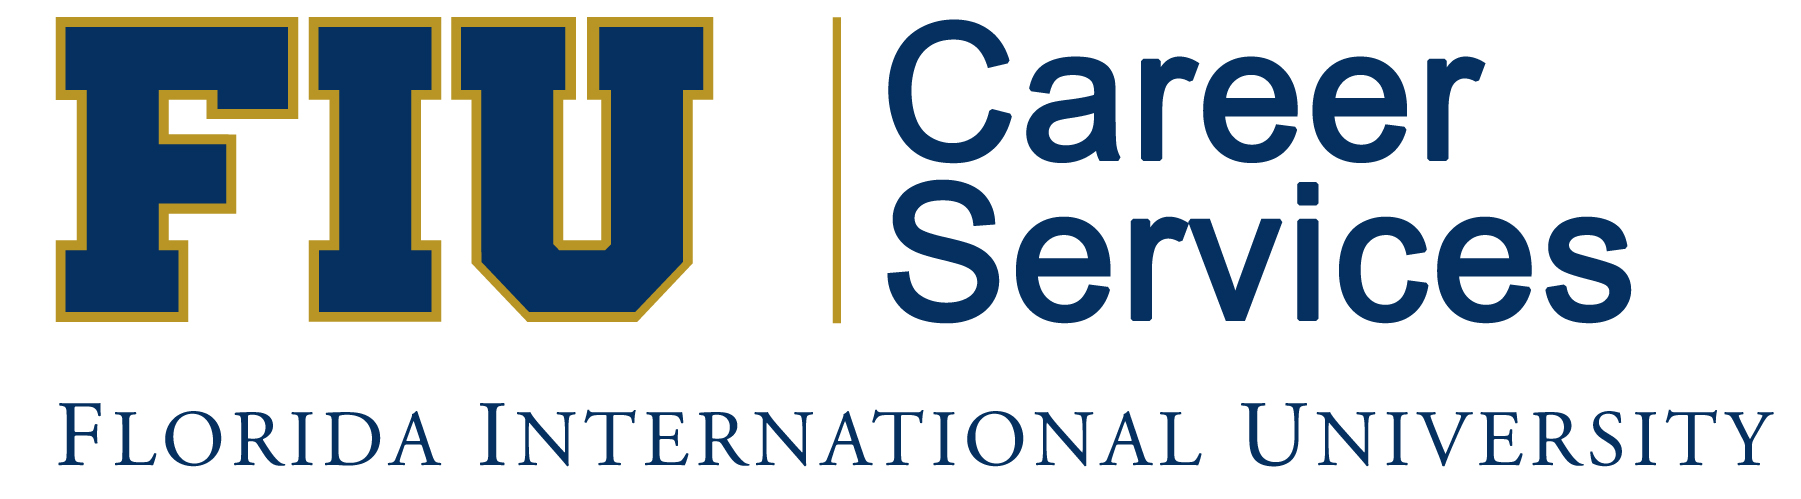 FIU
Career
Services
FLORIDA INTERNATIONAL UNIVERSITY